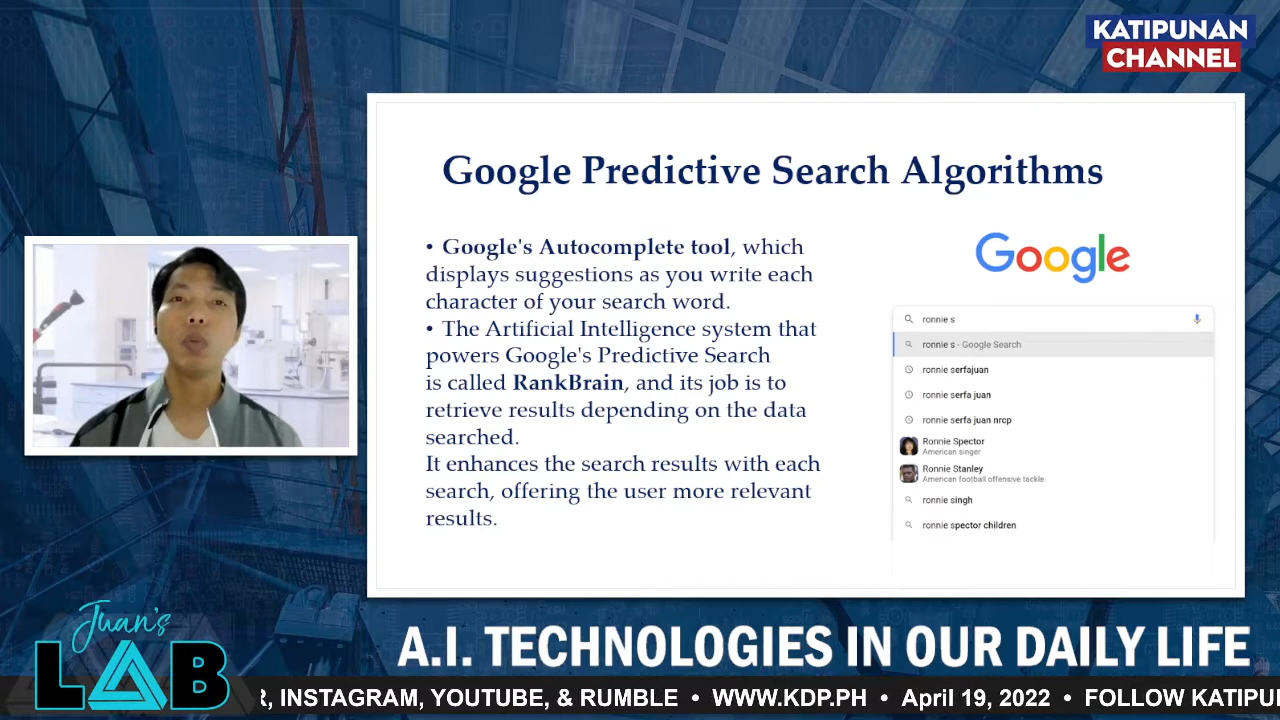 KATIPUNAN
CHANNEL
Google Predictive Search Algorithms
• Google's Autocomplete tool, which
displays suggestions as you write each
character of your search word.
• The Artificial Intelligence system that
powers Google's Predictive Search
is called RankBrain, and its job is to
retrieve results depending on the data
searched.
It enhances the search results with each
search, offering the user more relevant
results.
Google
ronnie s
ronnie s - Google Search
ronnie serfajuan
ronnie serfa juan
ronnie serfa juan nrcp
Ronnie Spector
American singer
Ronnie Stanley
American football offensive tackle
ronnie singh
ronnie spector children
Juan's
LAB
A.I. TECHNOLOGIES IN OUR DAILY LIFE
R, INSTAGRAM, YOUTUBE, & RUMBLE • WWW.KDP.PH • April 19, 2022 • FOLLOW KATIPU